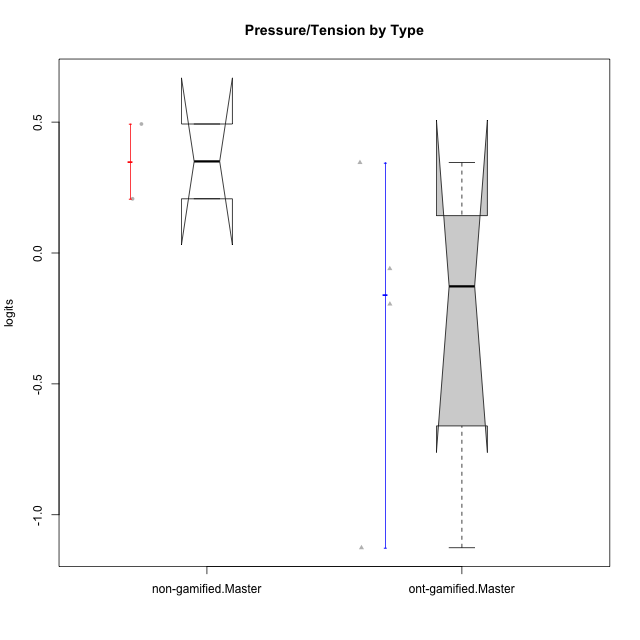 Pressure/Tension by Type
0.5
0.0
-0.5
-1.0
logits
non-gamified.Master
ont-gamified.Master